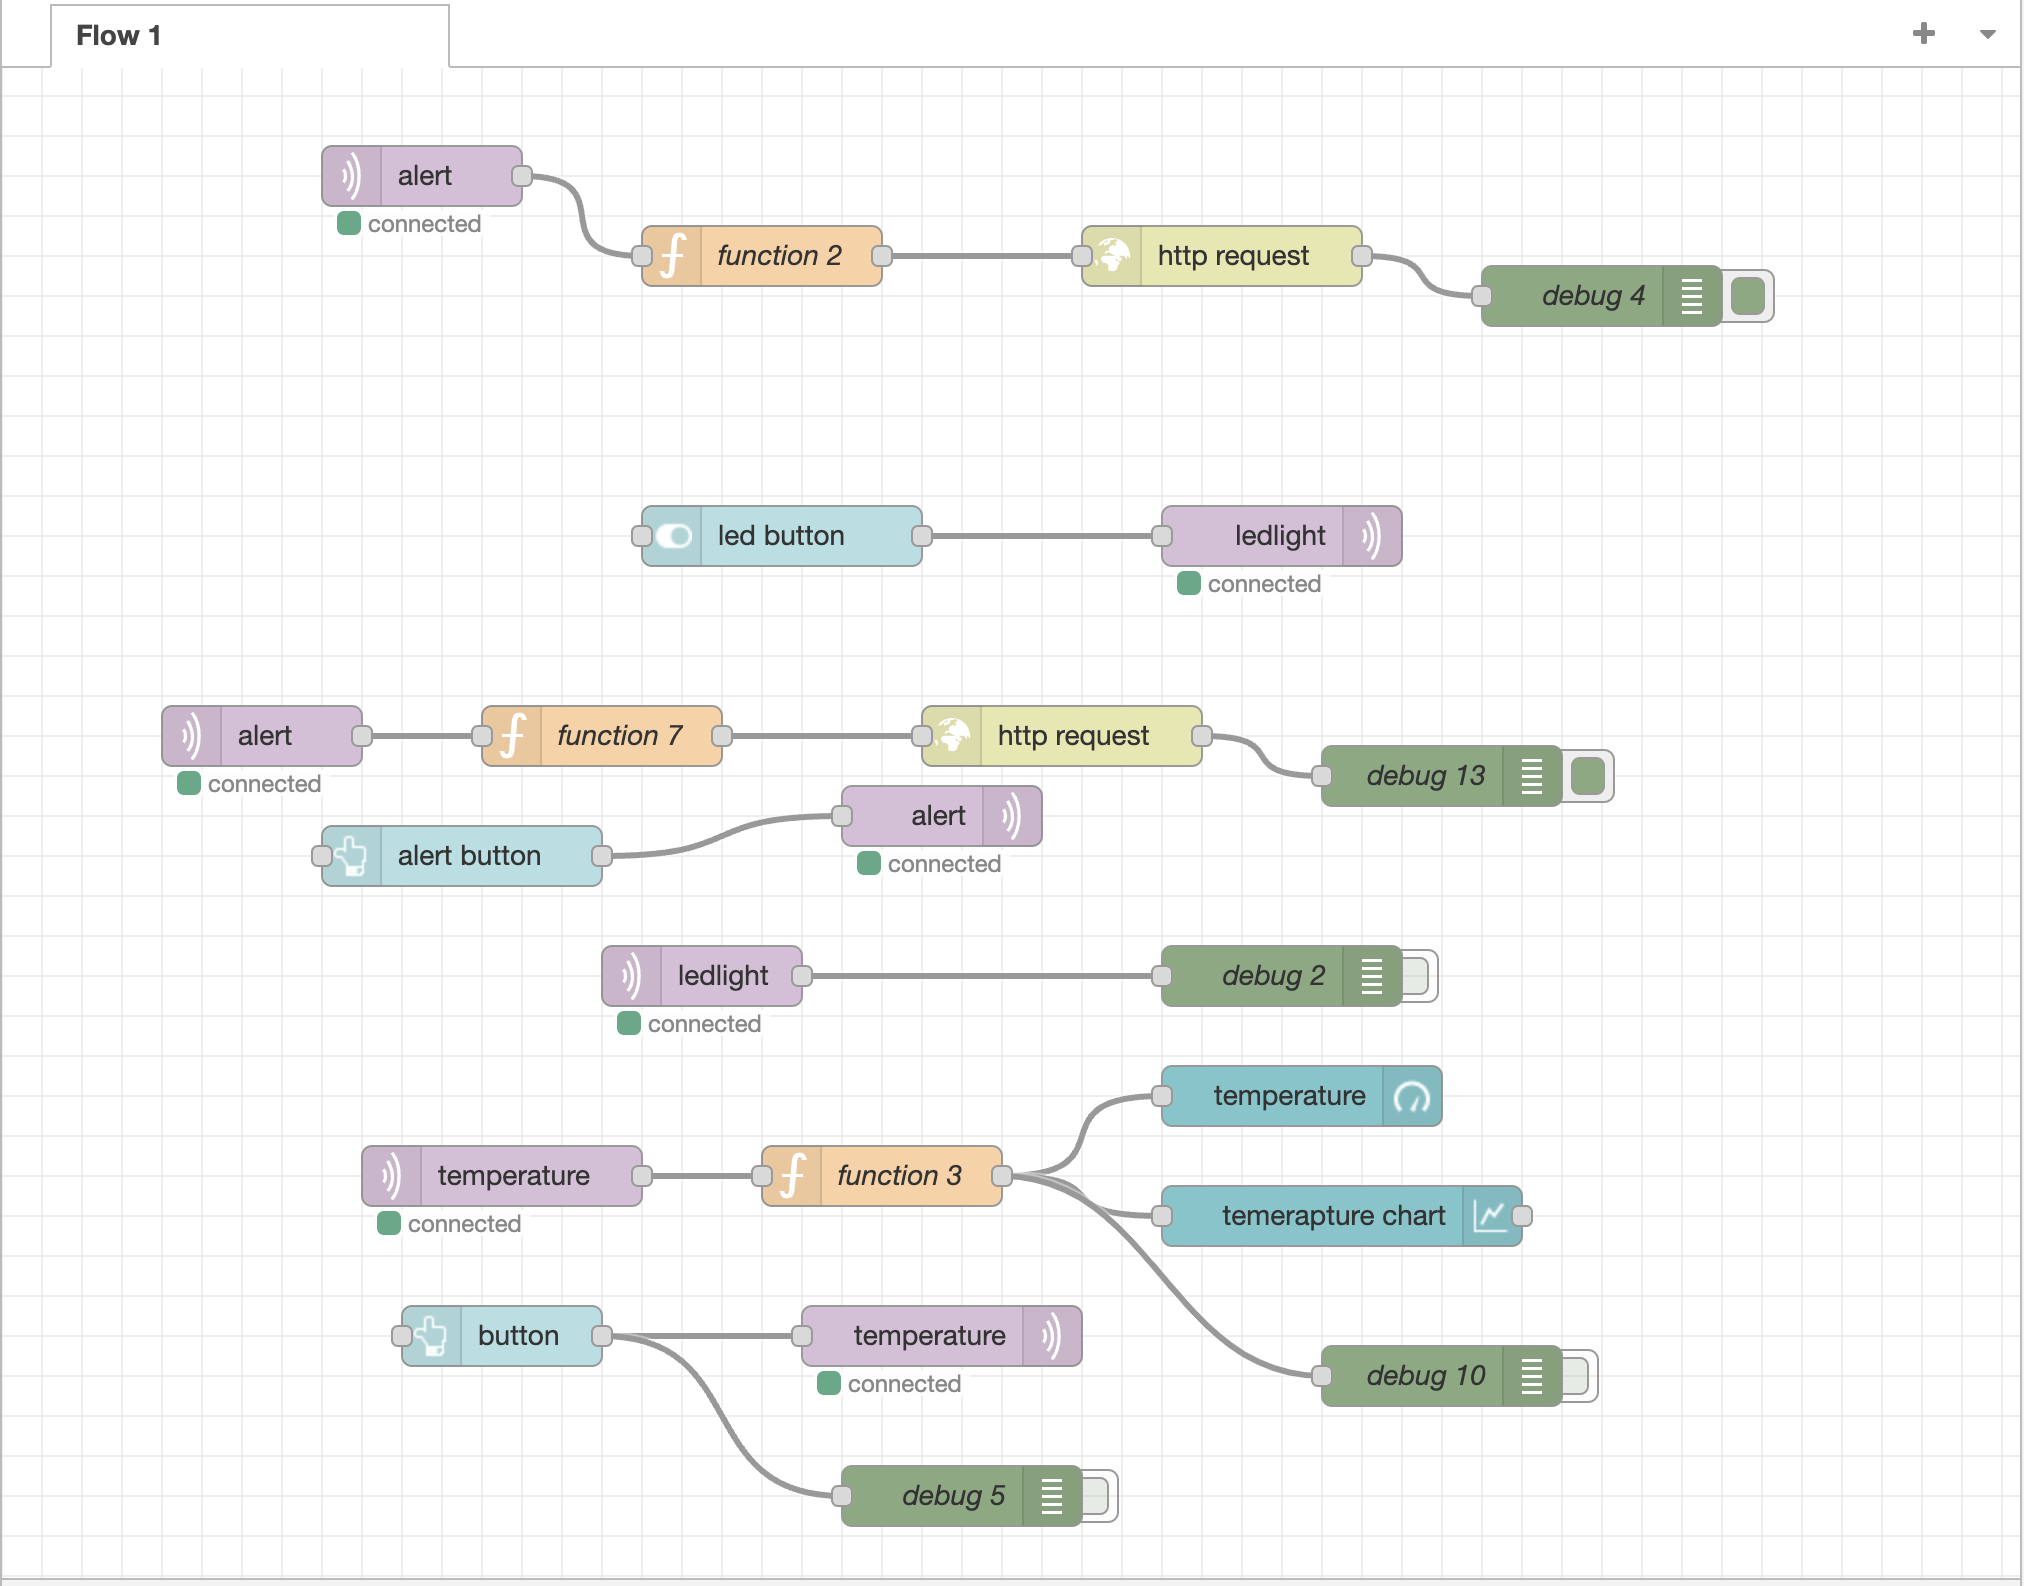 Flow 1
alert
connected
function 2
http request
debug 4
led button
ledlight
connected
alert
connected
function 7
http request
debug 13
alert
connected
alert button
ledlight
connected
debug 2
temperature
temperature
connected
function 3
temerapture chart
button
temperature
connected
debug 10
debug 5